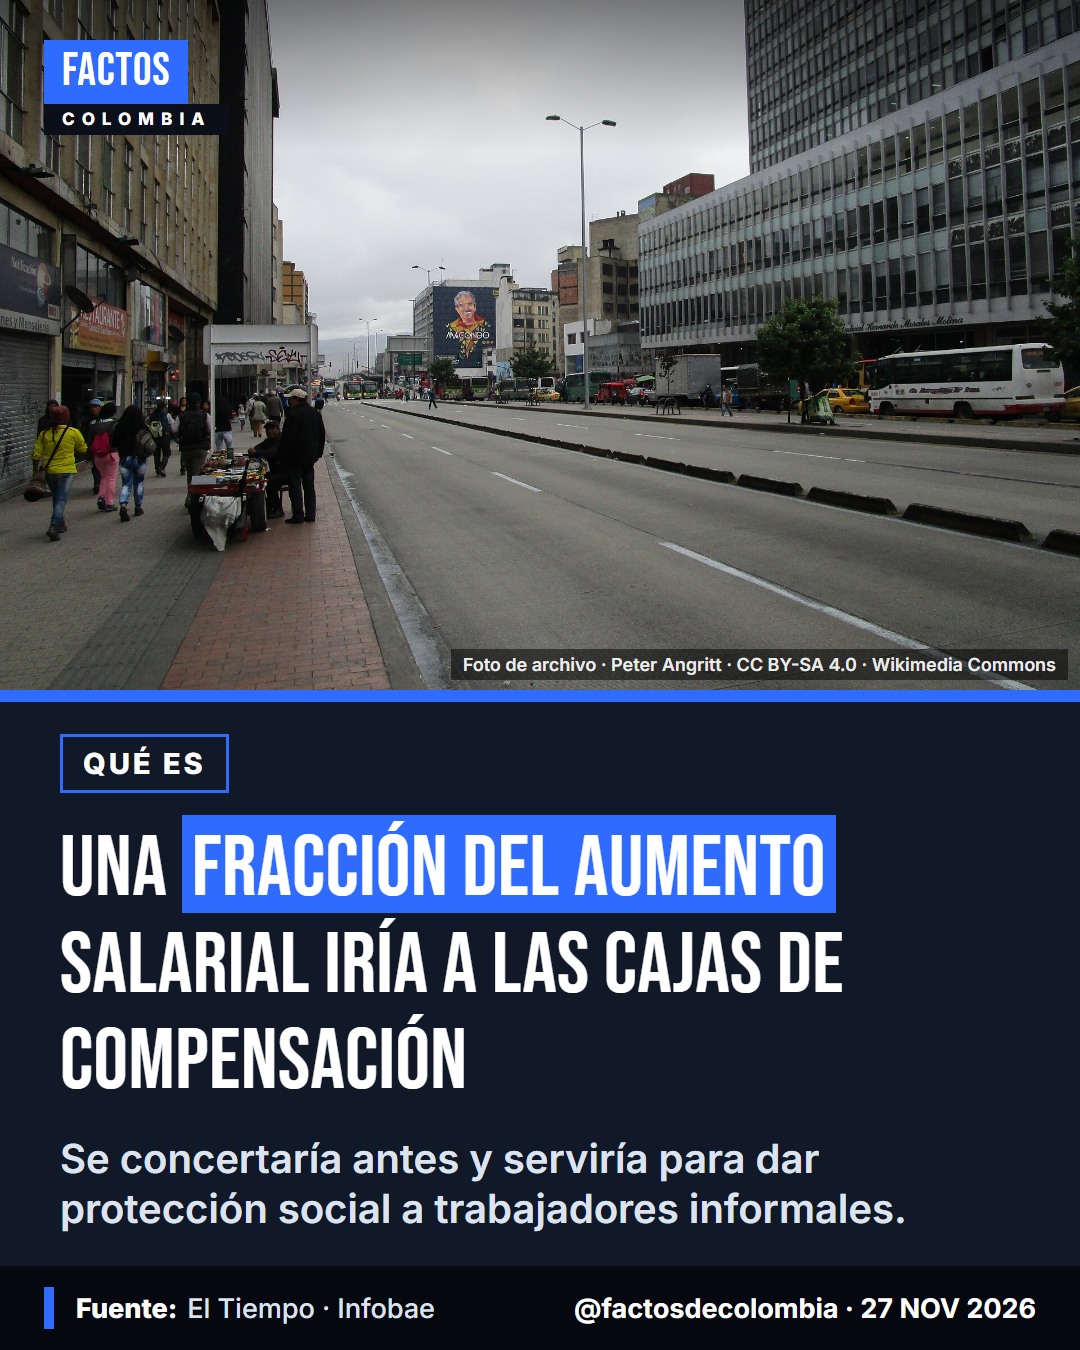 FACTOS
COLOMBIA
MACONDO
RESTAURANTE
Foto de archivo · Peter Angritt · CC BY-SA 4.0 · Wikimedia Commons
QUÉ ES
UNA FRACCIÓN DEL AUMENTO
SALARIAL IRÍA A LAS CAJAS DE
COMPENSACIÓN
Se concertaría antes y serviría para dar
protección social a trabajadores informales.
Fuente: El Tiempo · Infobae
@factosdecolombia · 27 NOV 2026